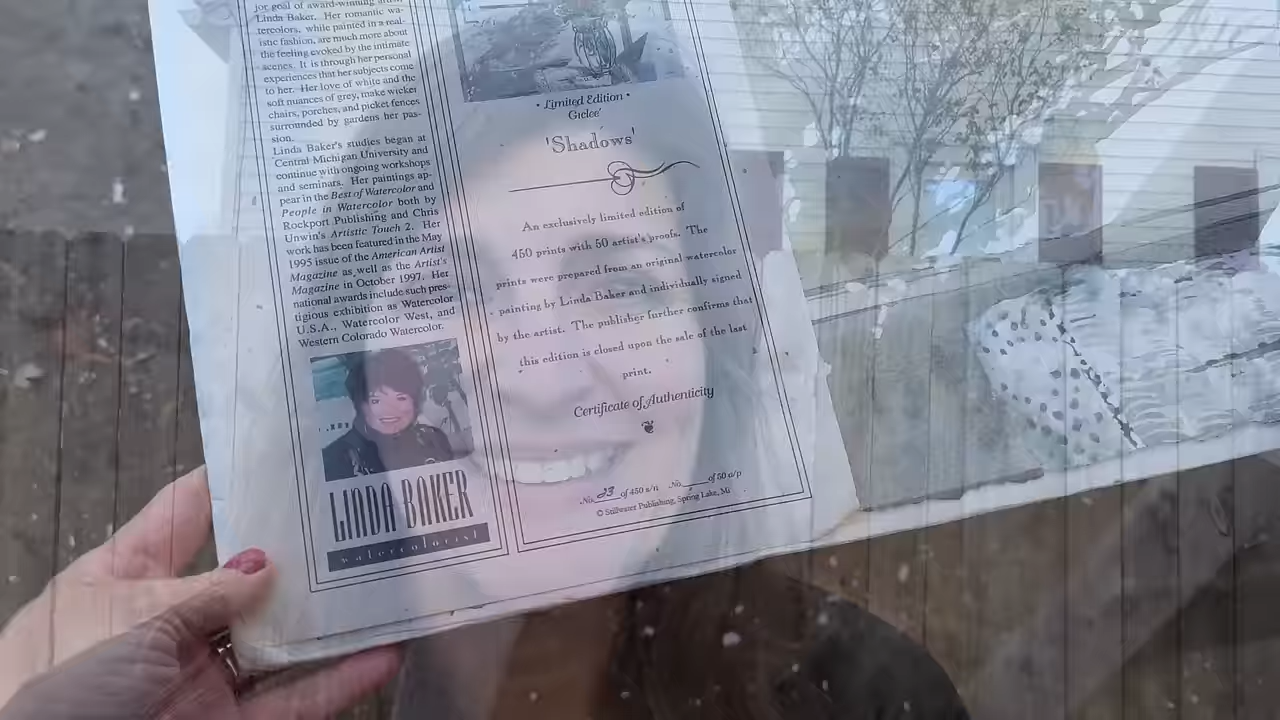 jor goal of award-winning artist
Linda Baker. Her romantic wa-
tercolors, while painted in a real-
istic fashion, are much more about
the feeling evoked by the intimate
scenes. It is through her personal
experiences that her subjects come
to her. Her love of white and the
soft nuances of grey, make wicker
chairs, porches, and picket fences
surrounded by gardens her pas-
sion.
Linda Baker's studies began at
Central Michigan University and
continue with ongoing workshops
and seminars. Her paintings ap-
pear in the Best of Watercolor and
People in Watercolor both by
Rockport Publishing and Chris
Unwin's Artistic Touch 2. Her
work has been featured in the May
1995 issue of the American Artist
Magazine as well as the Artist's
Magazine in October 1997. Her
national awards include such pres-
tigious exhibition as Watercolor
U.S.A., Watercolor West, and
Western Colorado Watercolor.
LINDA BAKER
watercolorist
• Limited Edition •
Giclee'
'Shadows'
An exclusively limited edition of
450 prints with 50 artist's proofs. The
prints were prepared from an original watercolor
painting by Linda Baker and individually signed
by the artist. The publisher further confirms that
this edition is closed upon the sale of the last
print.
Certificate of Authenticity
No. 23 of 450 s/n No. of 50 a/p
© Stillwater Publishing, Spring Lake, Mi